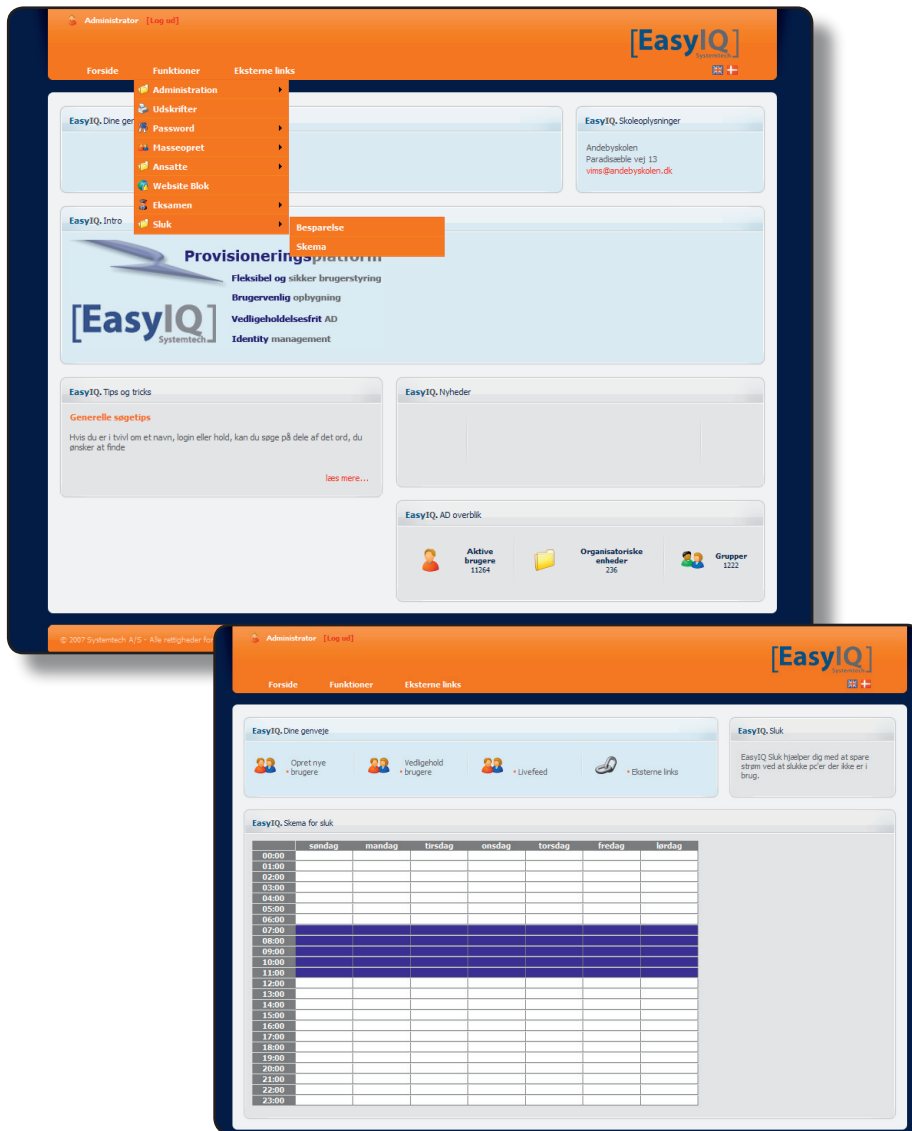 Administrator [Log ud]
[EasyIQ]
Systemtech
Forside Funktioner Eksterne links
Administration
Udskrifter
Password
Masseopret
Ansatte
Website Blok
Eksamen
Sluk
Besparelse
Skema
EasyIQ. Dine gen
EasyIQ. Skoleoplysninger
Andebyskolen
Paradisæble vej 13
vims@andebyskolen.dk
EasyIQ. Intro
Provisioneringsplatform
Fleksibel og sikker brugerstyring
Brugervenlig opbygning
Vedligeholdelsesfrit AD
Identity management
[EasyIQ]
Systemtech
EasyIQ. Tips og tricks
Generelle søgetips
Hvis du er i tvivl om et navn, login eller hold, kan du søge på dele af det ord, du
ønsker at finde
læs mere...
EasyIQ. Nyheder
EasyIQ. AD overblik
Aktive
brugere
11264
Organisatoriske
enheder
236
Grupper
1222
© 2007 Systemtech A/S - Alle rettigheder for
Administrator [Log ud]
[EasyIQ]
Systemtech
Forside Funktioner Eksterne links
EasyIQ. Dine genveje
Opret nye
brugere
Vedligehold
brugere
Livefeed
Eksterne links
EasyIQ. Sluk
EasyIQ Sluk hjælper dig med at spare
strøm ved at slukke pc'er der ikke er i
brug.
EasyIQ. Skema for sluk
søndag mandag tirsdag onsdag torsdag fredag lørdag
00:00
01:00
02:00
03:00
04:00
05:00
06:00
07:00
08:00
09:00
10:00
11:00
12:00
13:00
14:00
15:00
16:00
17:00
18:00
19:00
20:00
21:00
22:00
23:00